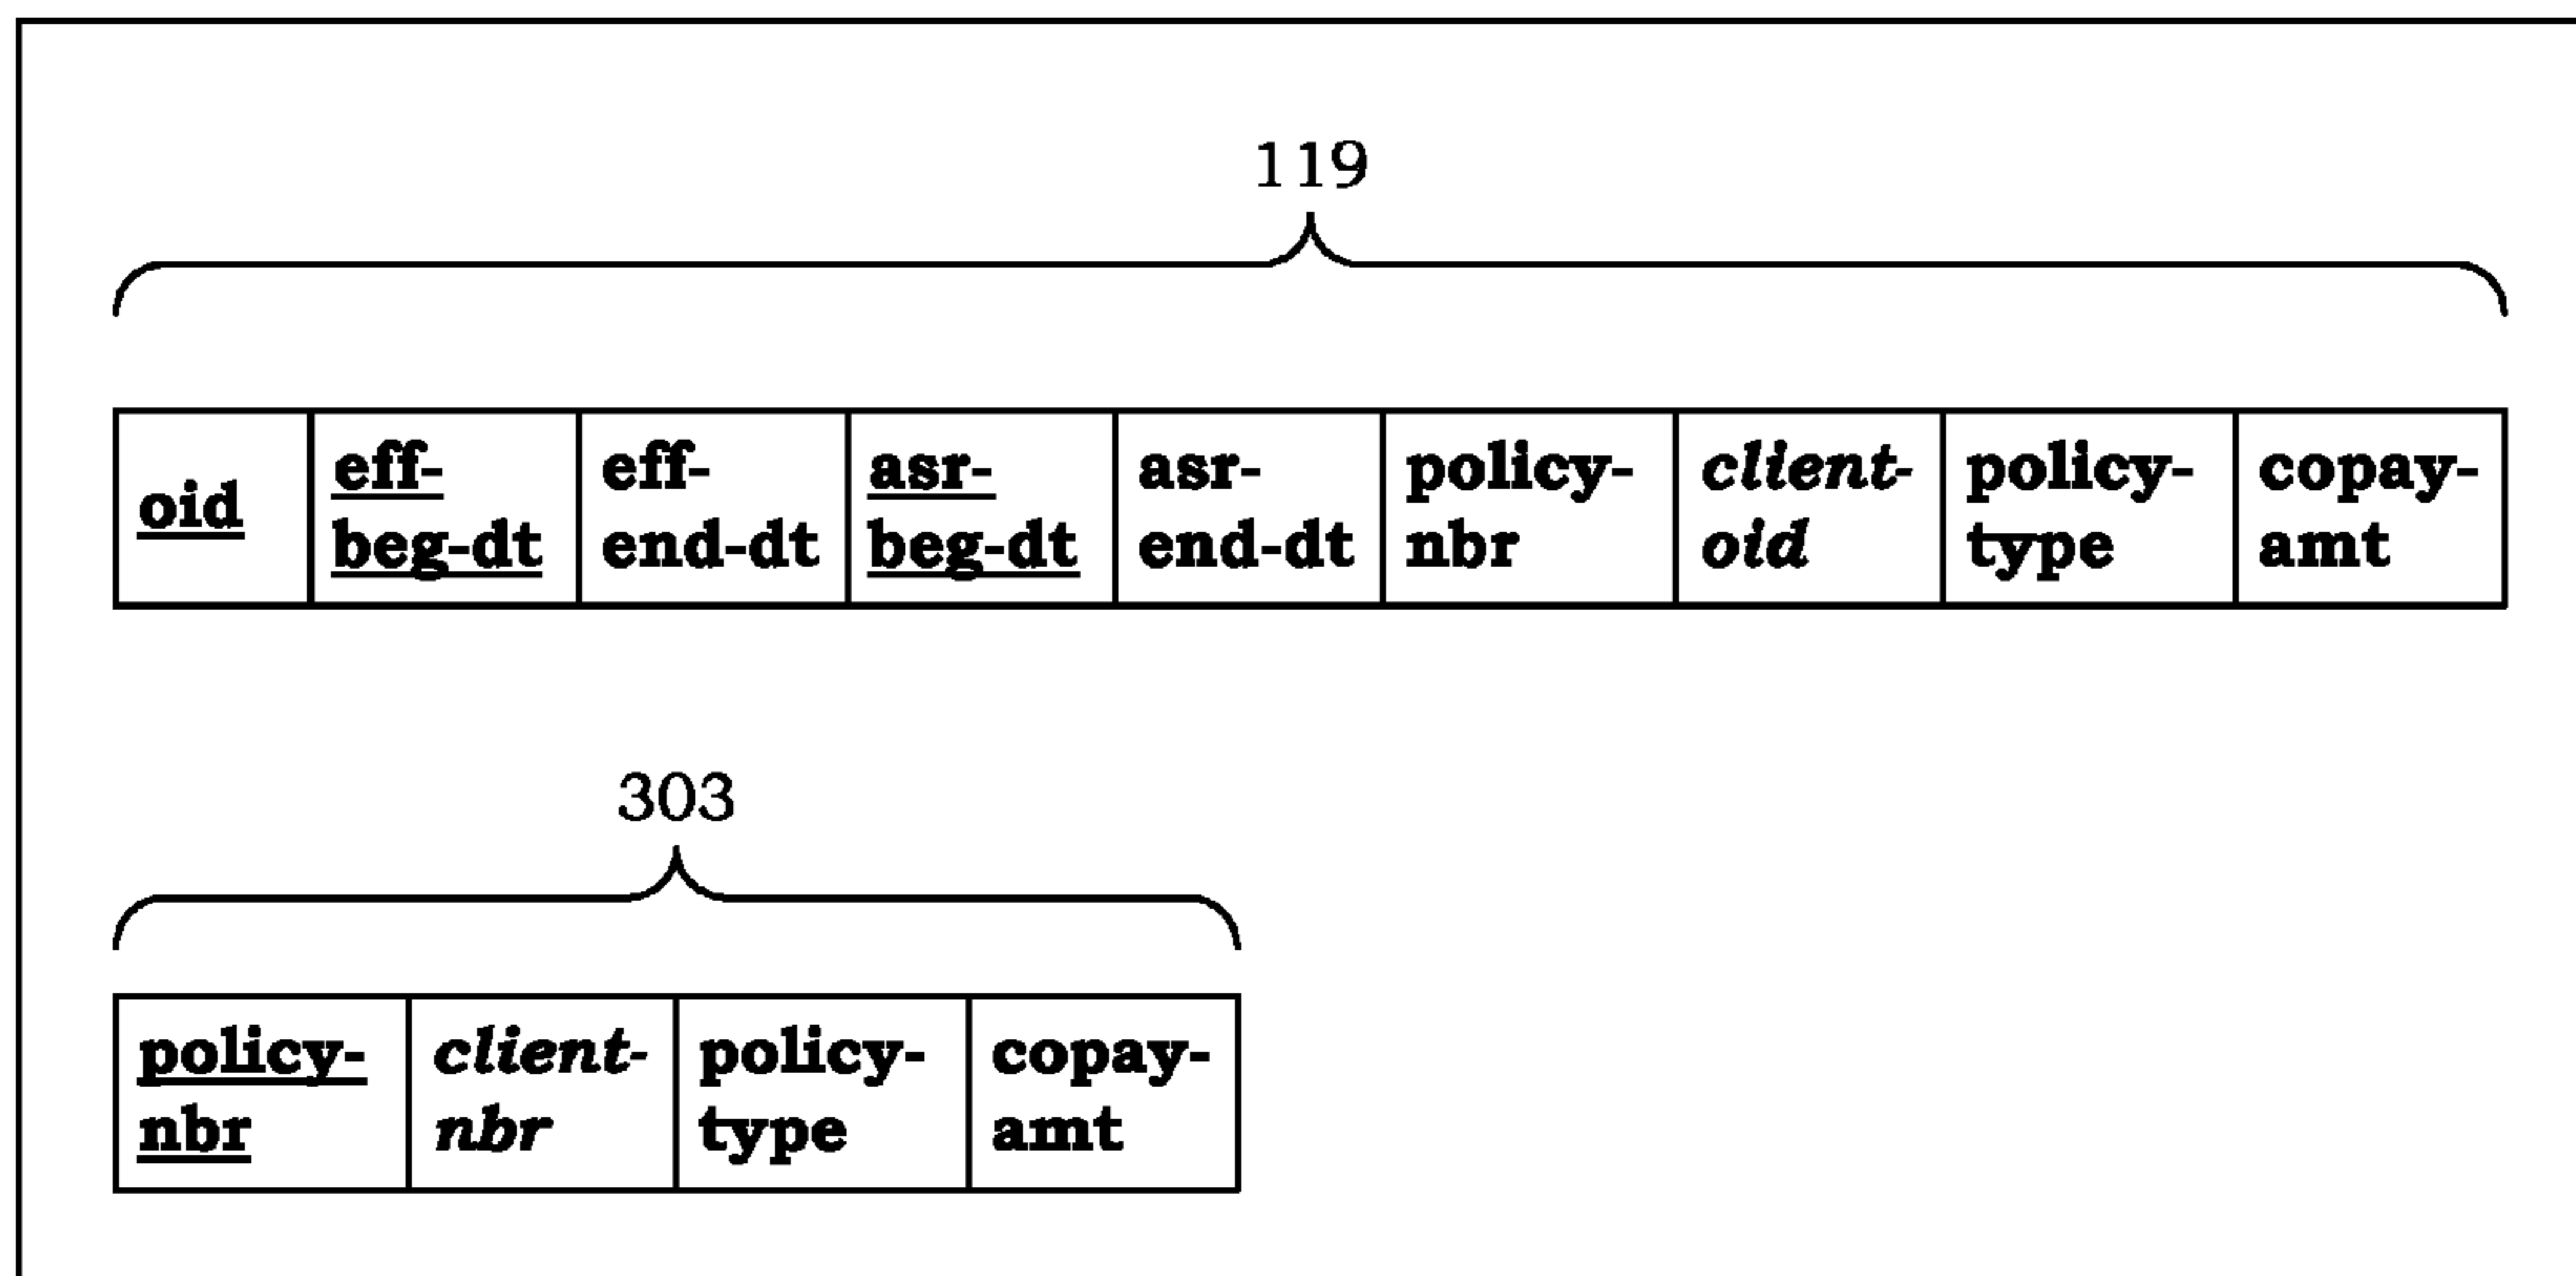 119
oid eff- eff- asr- asr- policy- client- policy- copay-
beg-dt end-dt beg-dt end-dt nbr oid type amt
303
policy- client- policy- copay-
nbr nbr type amt